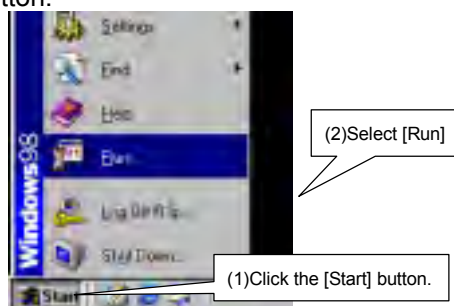 tton.
Settings
Find
Help
Run...
Log Off
Shut Down...
Windows98
Start
(2)Select [Run]
(1)Click the [Start] button.